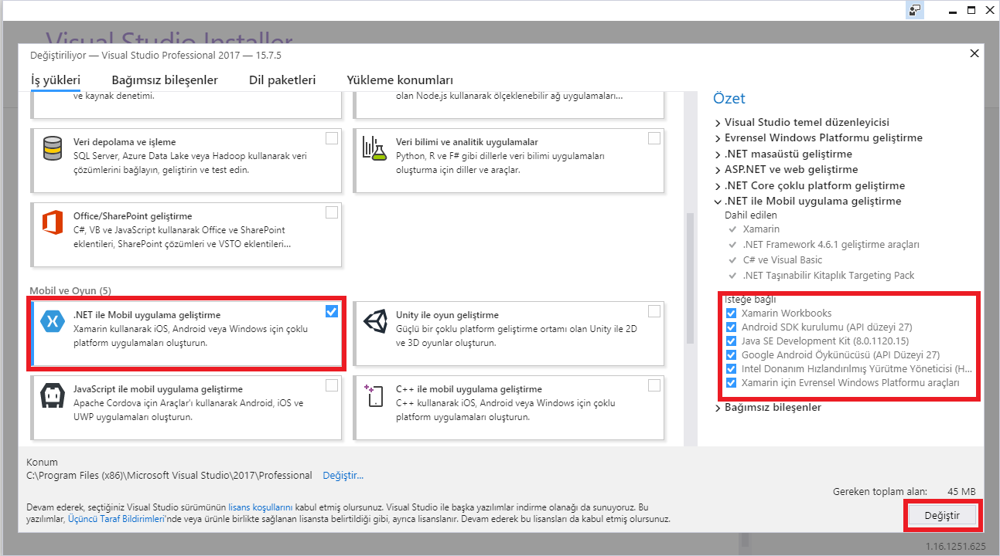 Visual Studio Installer
Değiştiriliyor — Visual Studio Professional 2017 — 15.7.5
İş yükleri
Bağımsız bileşenler
Dil paketleri
Yükleme konumları
ve kaynak denetimi.
olan Node.js kullanarak ölçeklenebilir ağ uygulamaları...
Veri depolama ve işleme
SQL Server, Azure Data Lake veya Hadoop kullanarak veri
çözümlerini bağlayın, geliştirin ve test edin.
Veri bilimi ve analitik uygulamalar
Python, R ve F# gibi dillerle veri bilimi uygulamaları
oluşturma için diller ve araçlar.
Office/SharePoint geliştirme
C#, VB ve JavaScript kullanarak Office ve SharePoint
eklentileri, SharePoint çözümleri ve VSTO eklentileri...
Mobil ve Oyun (5)
.NET ile Mobil uygulama geliştirme
Xamarin kullanarak iOS, Android veya Windows için çoklu
platform uygulamaları oluşturun.
Unity ile oyun geliştirme
Güçlü bir çoklu platform geliştirme ortamı olan Unity ile 2D
ve 3D oyunlar oluşturun.
JavaScript ile mobil uygulama geliştirme
Apache Cordova için Araçlar'ı kullanarak Android, iOS ve
UWP uygulamaları oluşturun.
C++ ile mobil uygulama geliştirme
C++ kullanarak iOS, Android veya Windows için çoklu
platform uygulamaları oluşturun.
Özet
Visual Studio temel düzenleyicisi
Evrensel Windows Platformu geliştirme
.NET masaüstü geliştirme
ASP.NET ve web geliştirme
.NET Core çoklu platform geliştirme
.NET ile Mobil uygulama geliştirme
Dahil edilen
Xamarin
.NET Framework 4.6.1 geliştirme araçları
C# ve Visual Basic
.NET Taşınabilir Kitaplık Targeting Pack
İsteğe bağlı
Xamarin Workbooks
Android SDK kurulumu (API düzeyi 27)
Java SE Development Kit (8.0.1120.15)
Google Android Öykünücüsü (API Düzeyi 27)
Intel Donanım Hızlandırılmış Yürütme Yöneticisi (H...
Xamarin için Evrensel Windows Platformu araçları
Bağımsız bileşenler
Konum
C:\Program Files (x86)\Microsoft Visual Studio\2017\Professional Değiştir...
Gereken toplam alan: 45 MB
Devam ederek, seçtiğiniz Visual Studio sürümünün lisans koşullarını kabul etmiş olursunuz. Visual Studio ile başka yazılımlar indirme olanağı da sunuyoruz. Bu
yazılımlar, Üçüncü Taraf Bildirimleri'nde veya ürünle birlikte sağlanan lisansta belirtildiği gibi, ayrıca lisanslanır. Devam ederek bu lisansları da kabul etmiş olursunuz.
Değiştir
1.16.1251.625